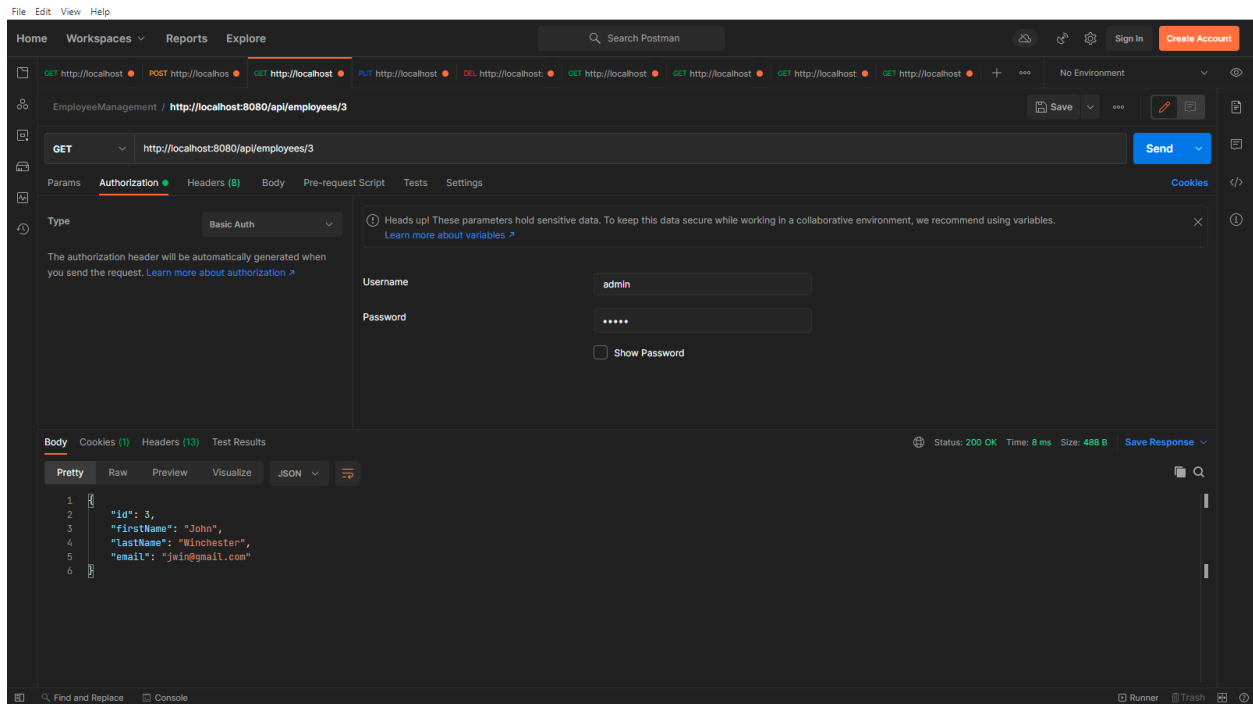 File Edit View Help
Home Workspaces Reports Explore Search Postman Sign In Create Account
GET http://localhost POST http://localhos GET http://localhost PUT http://localhost DEL http://localhost: GET http://localhost GET http://localhost GET http://localhost GET http://localhost No Environment
EmployeeManagement / http://localhost:8080/api/employees/3 Save
GET http://localhost:8080/api/employees/3 Send
Params Authorization Headers (8) Body Pre-request Script Tests Settings Cookies
Type Basic Auth
Heads up! These parameters hold sensitive data. To keep this data secure while working in a collaborative environment, we recommend using variables.
Learn more about variables ↗
The authorization header will be automatically generated when
you send the request. Learn more about authorization ↗
Username admin
Password •••••
Show Password
Body Cookies (1) Headers (13) Test Results Status: 200 OK Time: 8 ms Size: 488 B Save Response
Pretty Raw Preview Visualize JSON
1 {
2 "id": 3,
3 "firstName": "John",
4 "lastName": "Winchester",
5 "email": "jwin@gmail.com"
6 }
Find and Replace Console Runner Trash